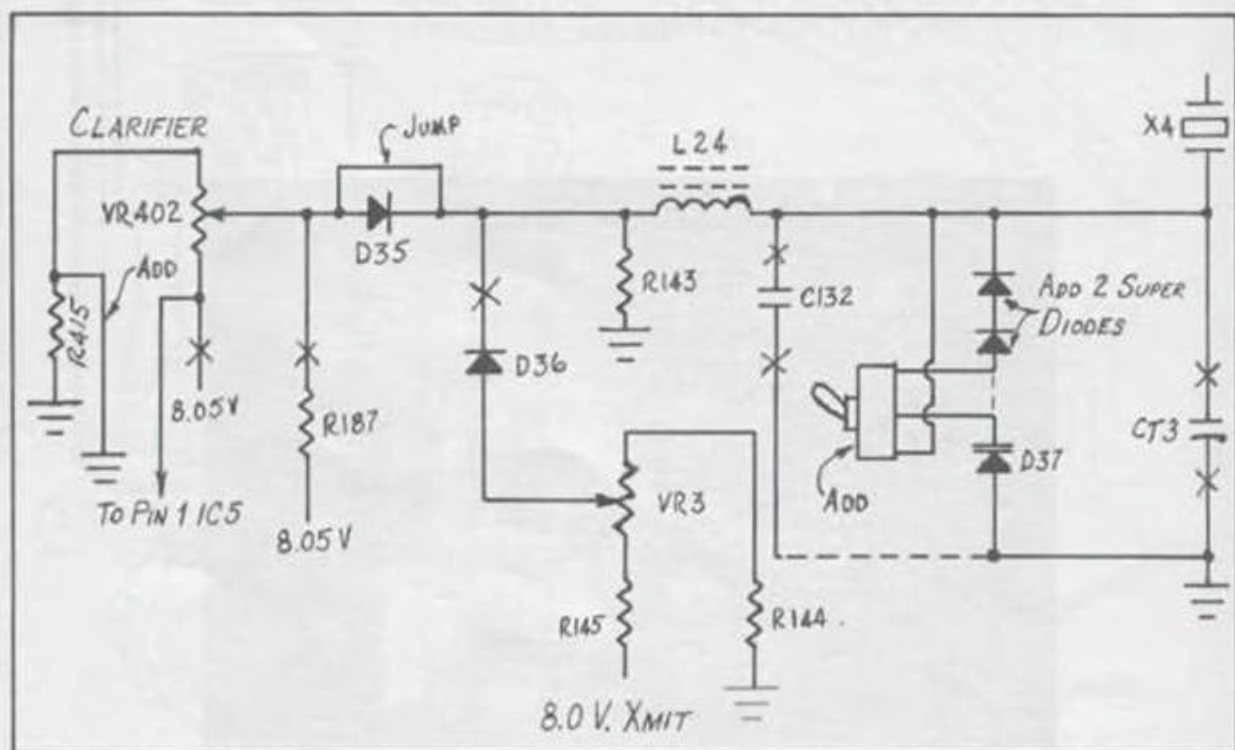 CLARIFIER
JUMP
L24
X4
VR402
D35
ADD
R415
R143
C132
ADD 2 SUPER
DIODES
D36
8.05V
R187
CT3
D37
VR3
ADD
TO PIN 1 IC5
8.05V
R145
R144.
8.0 V. XMIT